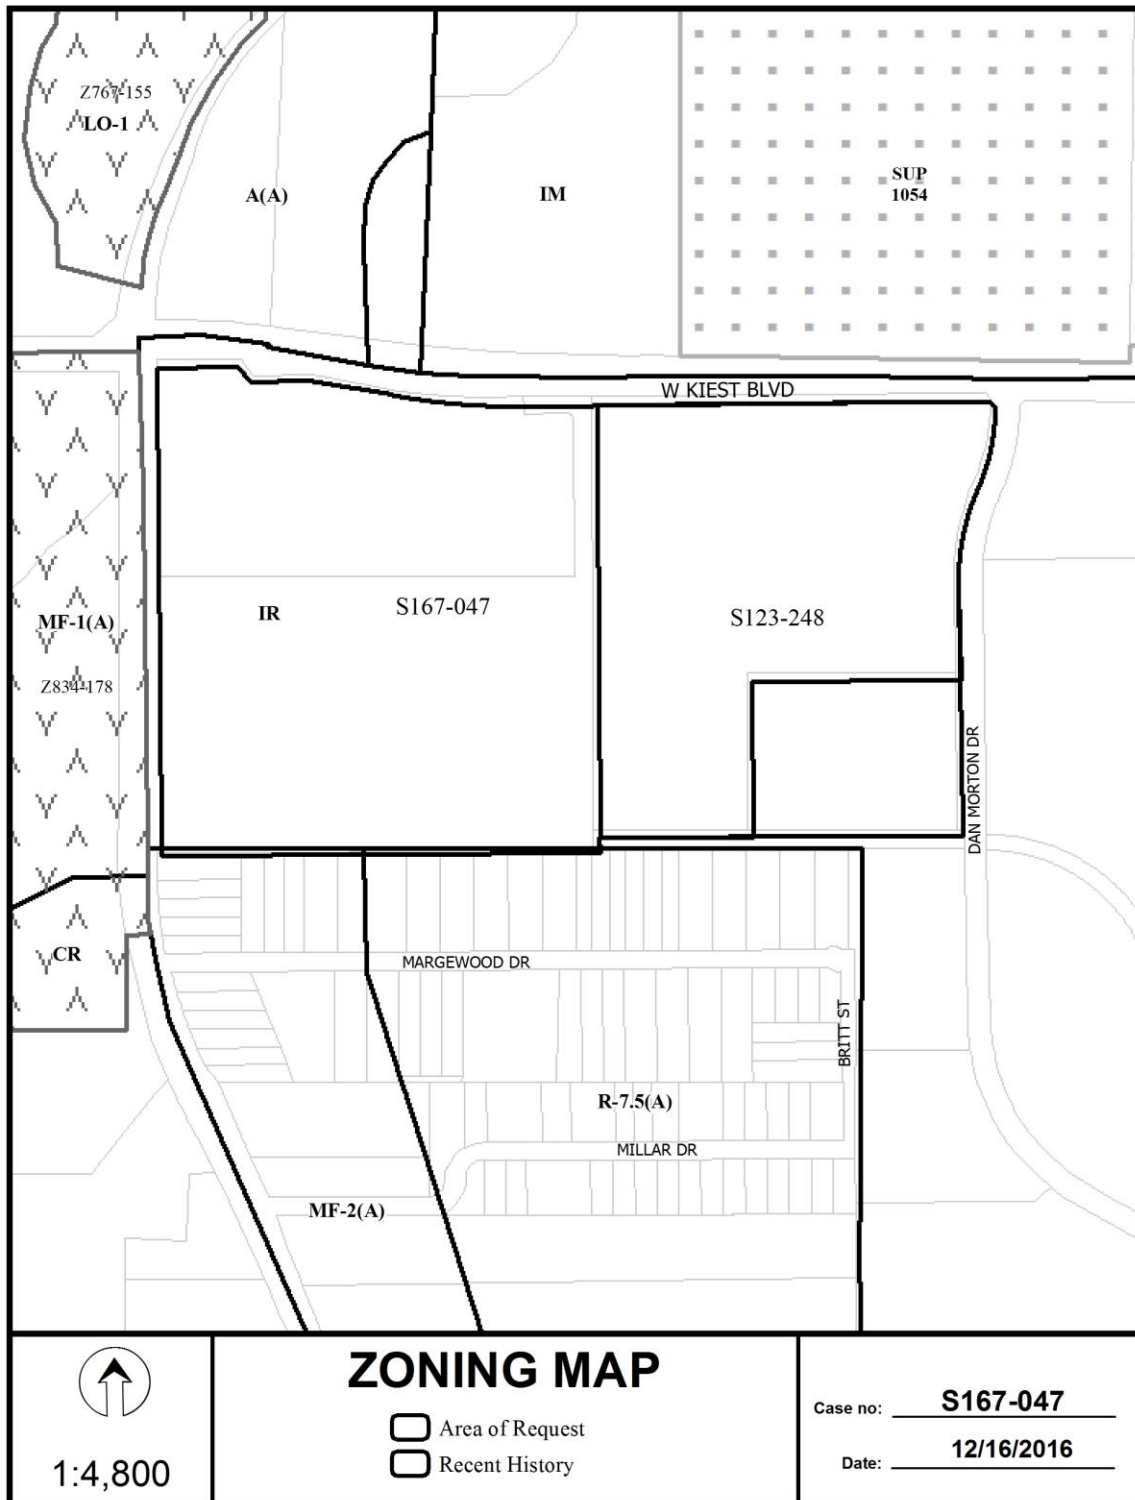 Z767-155
LO-1
A(A)
IM
SUP
1054
W KIEST BLVD
MF-1(A)
Z834-178
IR
S167-047
S123-248
DAN MORTON DR
CR
MARGEWOOD DR
BRITT ST
R-7.5(A)
MILLAR DR
MF-2(A)
1:4,800
ZONING MAP
Area of Request
Recent History
Case no: S167-047
Date: 12/16/2016